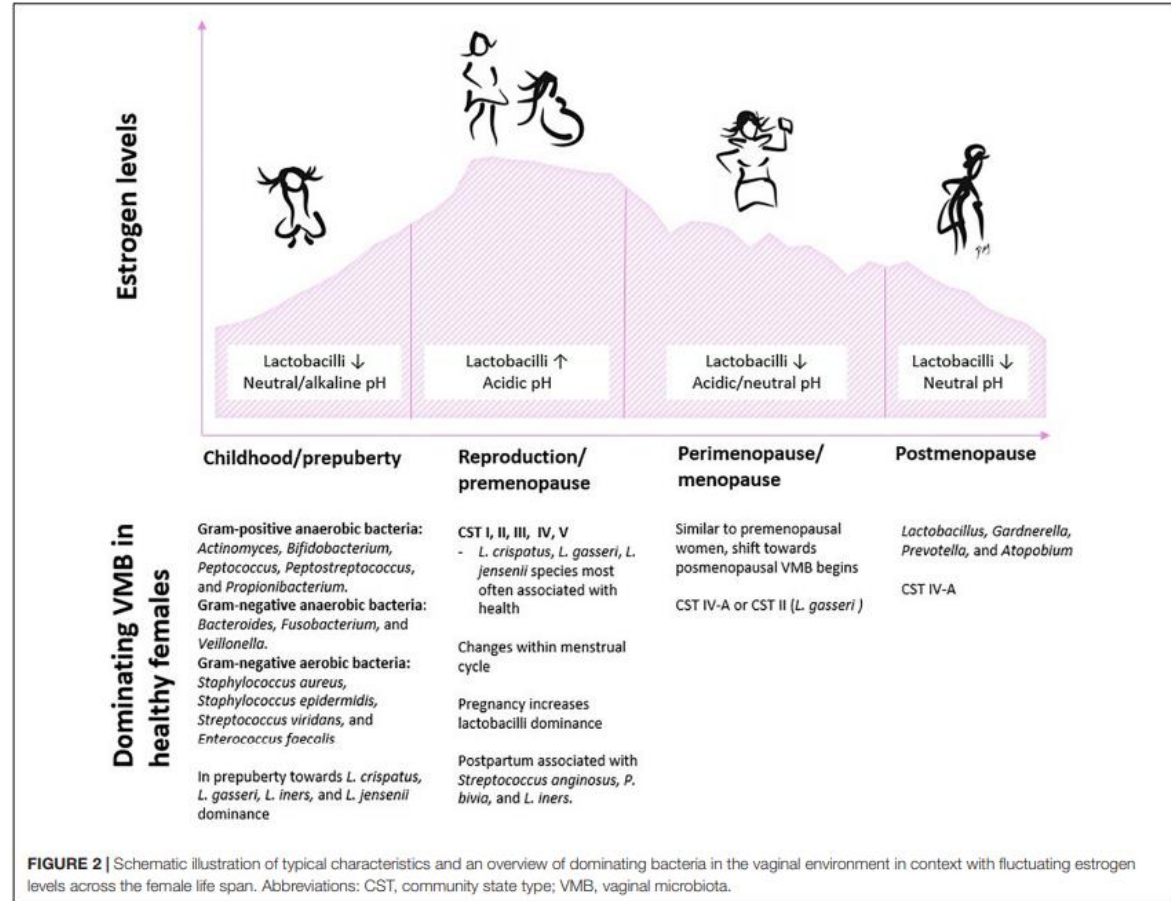 Estrogen levels
Lactobacilli ↓
Neutral/alkaline pH
Lactobacilli ↑
Acidic pH
Lactobacilli ↓
Acidic/neutral pH
Lactobacilli ↓
Neutral pH
Childhood/prepuberty
Reproduction/
premenopause
Perimenopause/
menopause
Postmenopause
Dominating VMB in
healthy females
Gram-positive anaerobic bacteria:
Actinomyces, Bifidobacterium,
Peptococcus, Peptostreptococcus,
and Propionibacterium.
Gram-negative anaerobic bacteria:
Bacteroides, Fusobacterium, and
Veillonella.
Gram-negative aerobic bacteria:
Staphylococcus aureus,
Staphylococcus epidermidis,
Streptococcus viridans, and
Enterococcus faecalis
In prepuberty towards L. crispatus,
L. gasseri, L. iners, and L. jensenii
dominance
CST I, II, III, IV, V
- L. crispatus, L. gasseri, L.
jensenii species most
often associated with
health
Changes within menstrual
cycle
Pregnancy increases
lactobacilli dominance
Postpartum associated with
Streptococcus anginosus, P.
bivia, and L. iners.
Similar to premenopausal
women, shift towards
posmenopausal VMB begins
CST IV-A or CST II (L. gasseri )
Lactobacillus, Gardnerella,
Prevotella, and Atopobium
CST IV-A
FIGURE 2 | Schematic illustration of typical characteristics and an overview of dominating bacteria in the vaginal environment in context with fluctuating estrogen
levels across the female life span. Abbreviations: CST, community state type; VMB, vaginal microbiota.